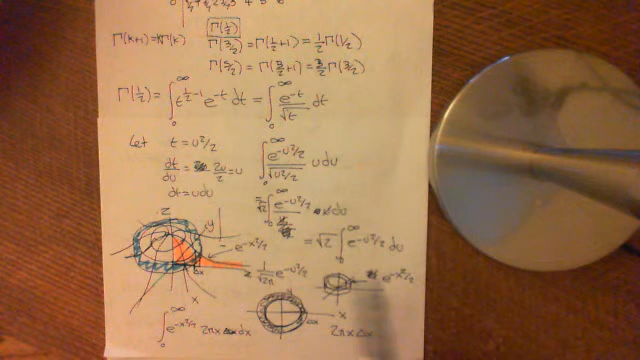 Γ(1/2)
Γ(k+1)=kΓ(k) Γ(3/2) = Γ(1/2+1) = 1/2 Γ(1/2)
Γ(5/2) = Γ(3/2+1) = 3/2 Γ(3/2)
Γ(1/2) = ∫₀^∞ t^(1/2-1) e^-t dt = ∫₀^∞ e^-t/√t dt
Let t = u²/2 ∫₀^∞ e^(-u²/2)/√(u²/2) u du
dt/du = 2u/2 = u
dt = u du
= √2 ∫₀^∞ e^(-u²/2) du
z y
e^(-x²/2)
Δx
x
1/√(2π) e^(-u²/2)
e^(-x²/2)
y
Δx x
∫₀^∞ e^(-x²/2) 2πx dx
2πx Δx